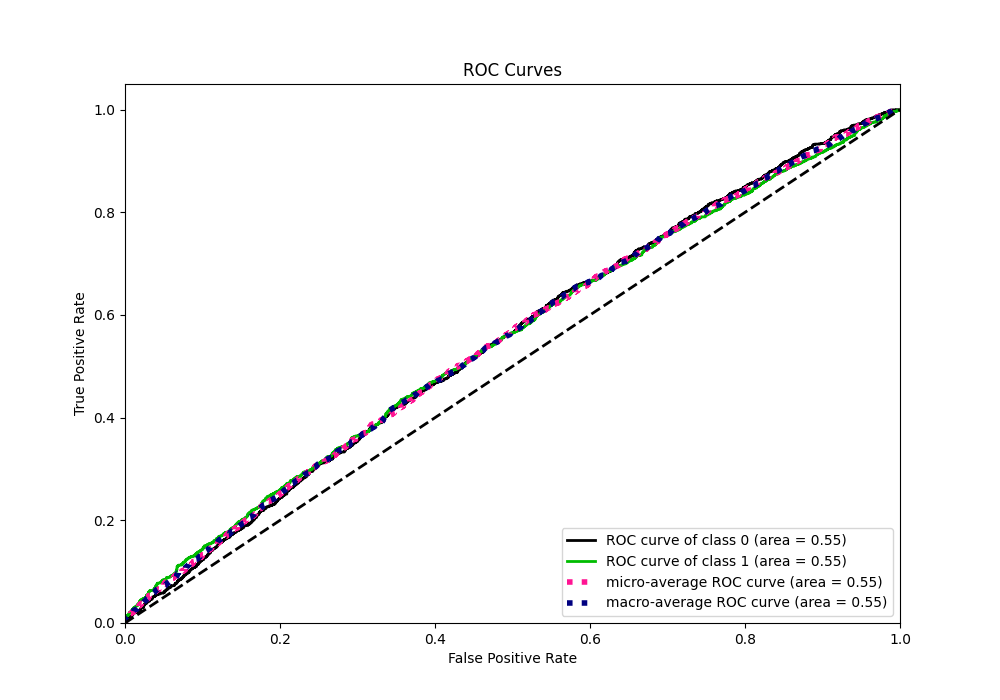 ROC Curves
True Positive Rate
1.0
0.8
0.6
0.4
0.2
0.0
0.0 0.2 0.4 0.6 0.8 1.0
False Positive Rate
ROC curve of class 0 (area = 0.55)
ROC curve of class 1 (area = 0.55)
micro-average ROC curve (area = 0.55)
macro-average ROC curve (area = 0.55)